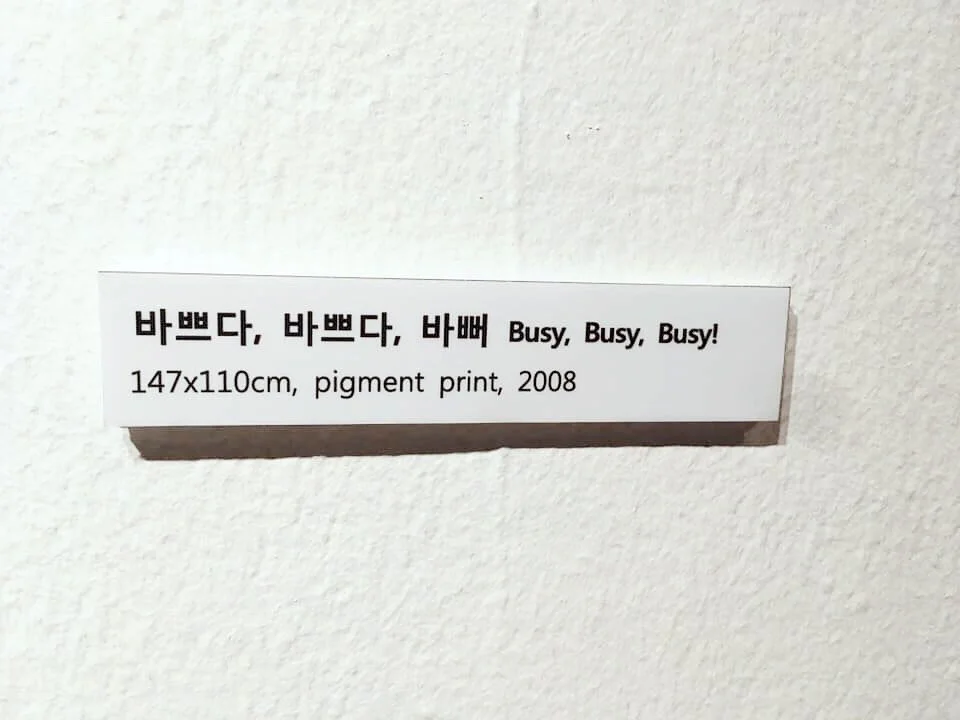 바쁘다, 바쁘다, 바뻐 Busy, Busy, Busy!
147x110cm, pigment print, 2008